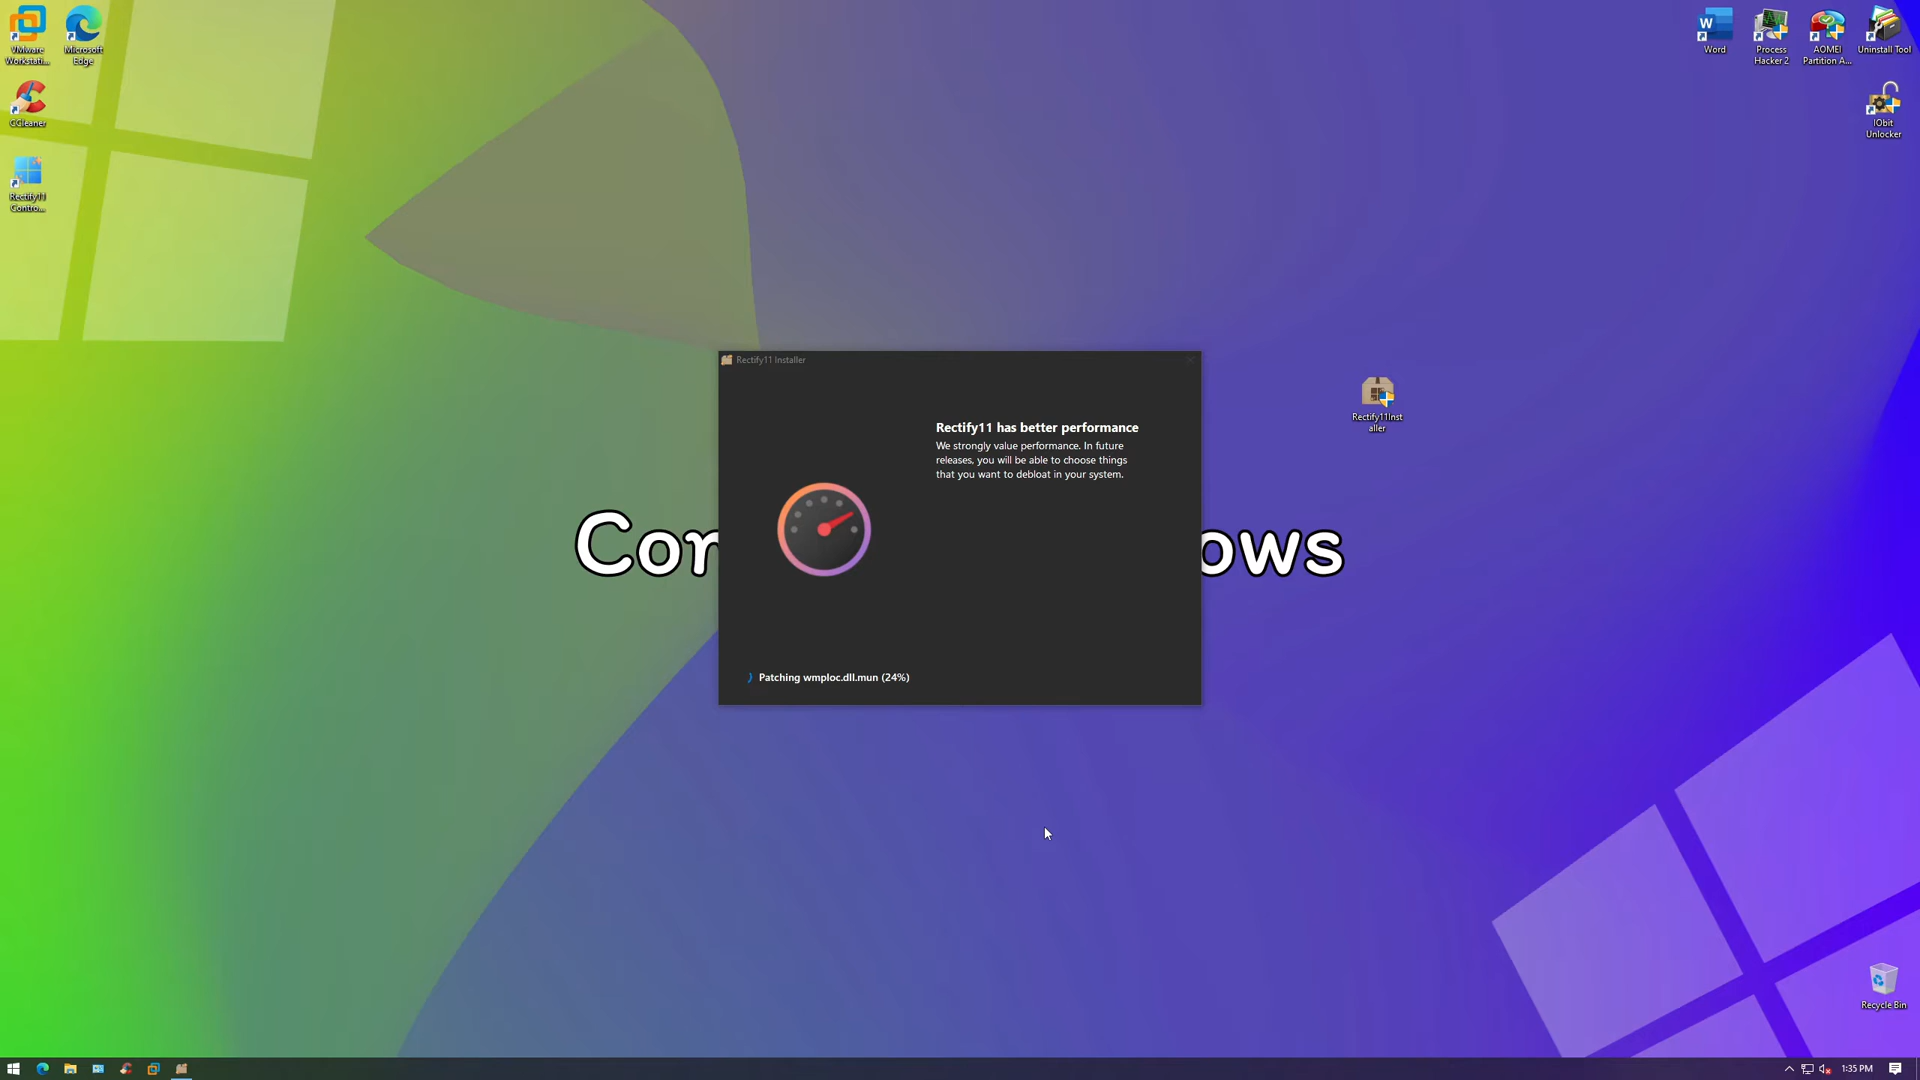 VMware
Workstati...
Microsoft
Edge
CCleaner
Rectify11
Contro...
Word
Process
Hacker 2
AOMEI
Partition A...
Uninstall Tool
IObit
Unlocker
Rectify11Inst
aller
Rectify11 Installer
Rectify11 has better performance
We strongly value performance. In future
releases, you will be able to choose things
that you want to debloat in your system.
Con ows
Patching wmploc.dll.mun (24%)
Recycle Bin
1:35 PM